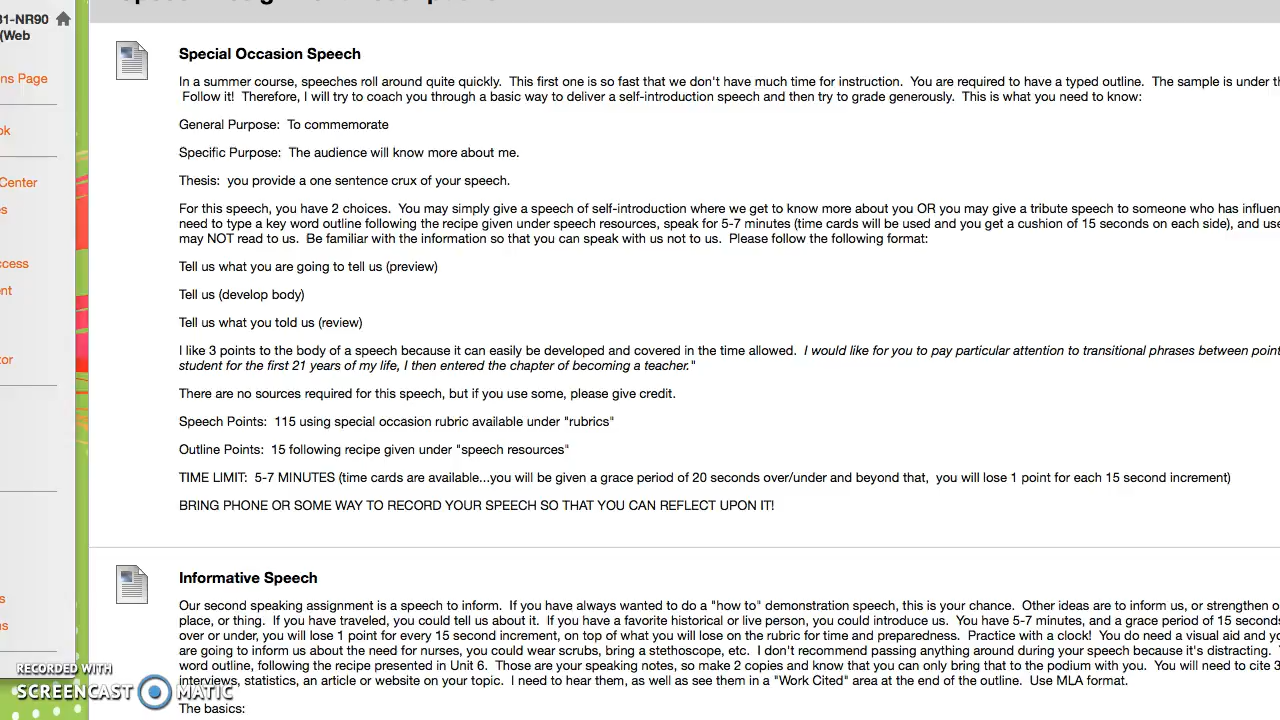 31-NR90
(Web
ns Page
ok
Center
s
ccess
nt
tor
s
ns
Special Occasion Speech
In a summer course, speeches roll around quite quickly.  This first one is so fast that we don't have much time for instruction.  You are required to have a typed outline.  The sample is under th
Follow it!  Therefore, I will try to coach you through a basic way to deliver a self-introduction speech and then try to grade generously.  This is what you need to know:
General Purpose:  To commemorate
Specific Purpose:  The audience will know more about me.
Thesis:  you provide a one sentence crux of your speech.
For this speech, you have 2 choices.  You may simply give a speech of self-introduction where we get to know more about you OR you may give a tribute speech to someone who has influen
need to type a key word outline following the recipe given under speech resources, speak for 5-7 minutes (time cards will be used and you get a cushion of 15 seconds on each side), and use
may NOT read to us.  Be familiar with the information so that you can speak with us not to us.  Please follow the following format:
Tell us what you are going to tell us (preview)
Tell us (develop body)
Tell us what you told us (review)
I like 3 points to the body of a speech because it can easily be developed and covered in the time allowed.  I would like for you to pay particular attention to transitional phrases between point
student for the first 21 years of my life, I then entered the chapter of becoming a teacher."
There are no sources required for this speech, but if you use some, please give credit.
Speech Points:  115 using special occasion rubric available under "rubrics"
Outline Points:  15 following recipe given under "speech resources"
TIME LIMIT:  5-7 MINUTES (time cards are available...you will be given a grace period of 20 seconds over/under and beyond that,  you will lose 1 point for each 15 second increment)
BRING PHONE OR SOME WAY TO RECORD YOUR SPEECH SO THAT YOU CAN REFLECT UPON IT!
Informative Speech
Our second speaking assignment is a speech to inform.  If you have always wanted to do a "how to" demonstration speech, this is your chance.  Other ideas are to inform us, or strengthen o
place, or thing.  If you have traveled, you could tell us about it.  If you have a favorite historical or live person, you could introduce us.  You have 5-7 minutes, and a grace period of 15 seconds
over or under, you will lose 1 point for every 15 second increment, on top of what you will lose on the rubric for time and preparedness.  Practice with a clock!  You do need a visual aid and yo
are going to inform us about the need for nurses, you could wear scrubs, bring a stethoscope, etc.  I don't recommend passing anything around during your speech because it's distracting.
word outline, following the recipe presented in Unit 6.  Those are your speaking notes, so make 2 copies and know that you can only bring that to the podium with you.  You will need to cite 3
interviews, statistics, an article or website on your topic.  I need to hear them, as well as see them in a "Work Cited" area at the end of the outline.  Use MLA format.
The basics:
RECORDED WITH
SCREENCAST MATIC